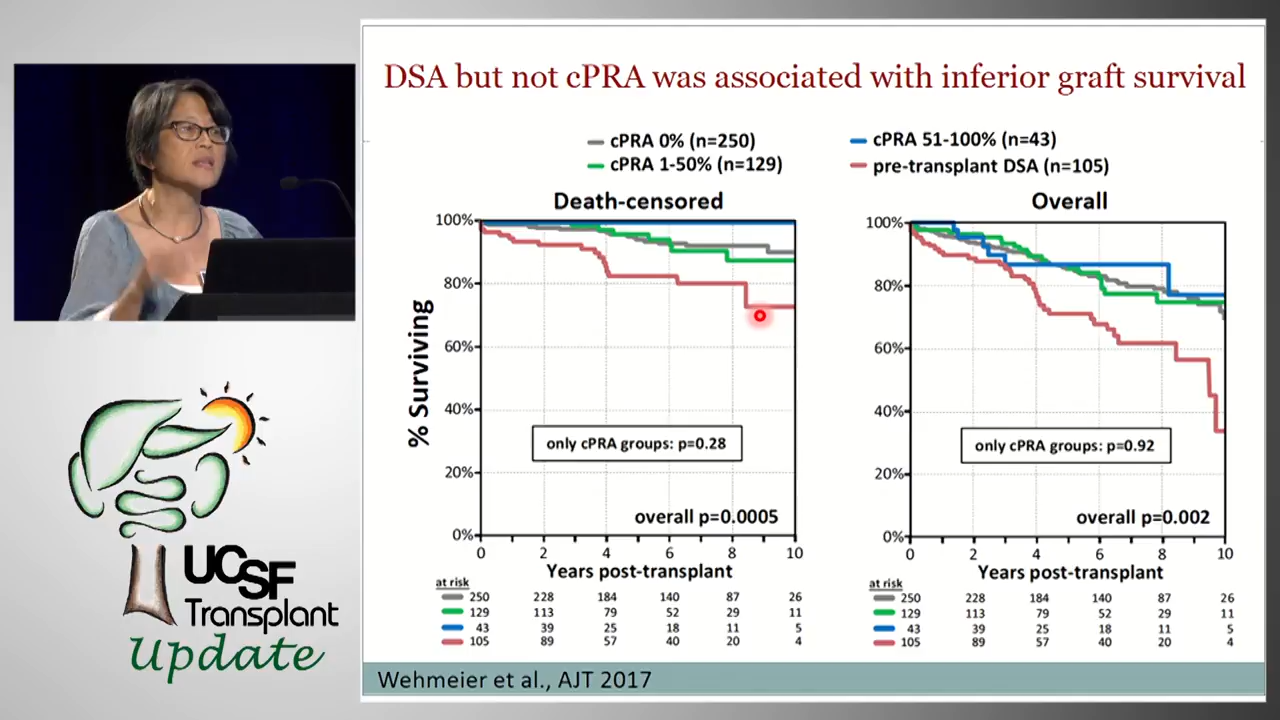 DSA but not cPRA was associated with inferior graft survival
cPRA 0% (n=250)
cPRA 1-50% (n=129)
cPRA 51-100% (n=43)
pre-transplant DSA (n=105)
Death-censored
100%
80%
60%
40%
20%
0%
% Surviving
only cPRA groups: p=0.28
overall p=0.0005
0 2 4 6 8 10
Years post-transplant
at risk
250 228 184 140 87 26
129 113 79 52 29 11
43 39 25 18 11 5
105 89 57 40 20 4
Overall
100%
80%
60%
40%
20%
0%
only cPRA groups: p=0.92
overall p=0.002
0 2 4 6 8 10
Years post-transplant
at risk
250 228 184 140 87 26
129 113 79 52 29 11
43 39 25 18 11 5
105 89 57 40 20 4
Wehmeier et al., AJT 2017
UCSF
Transplant
Update